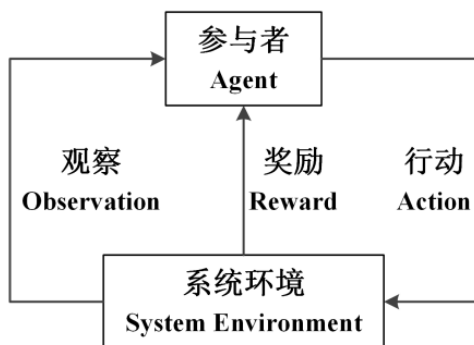 参与者
Agent
观察
Observation
奖励
Reward
行动
Action
系统环境
System Environment